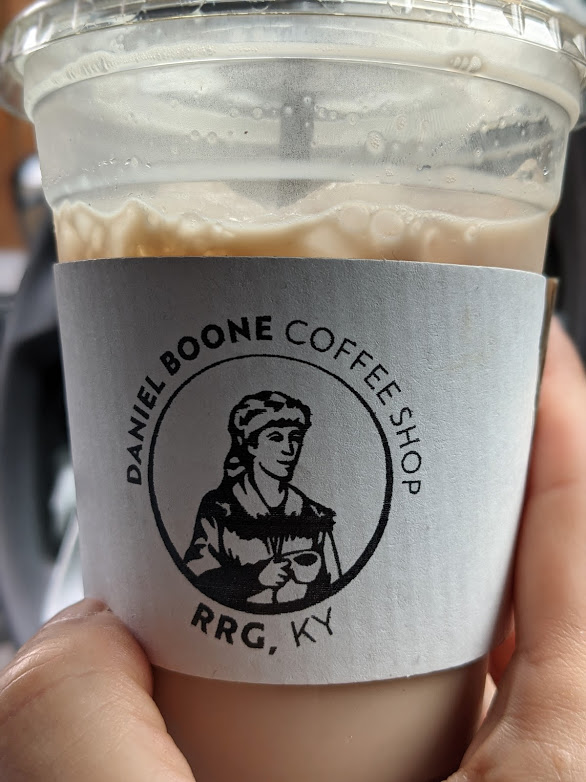 DANIEL BOONE COFFEE SHOP
RRG, KY